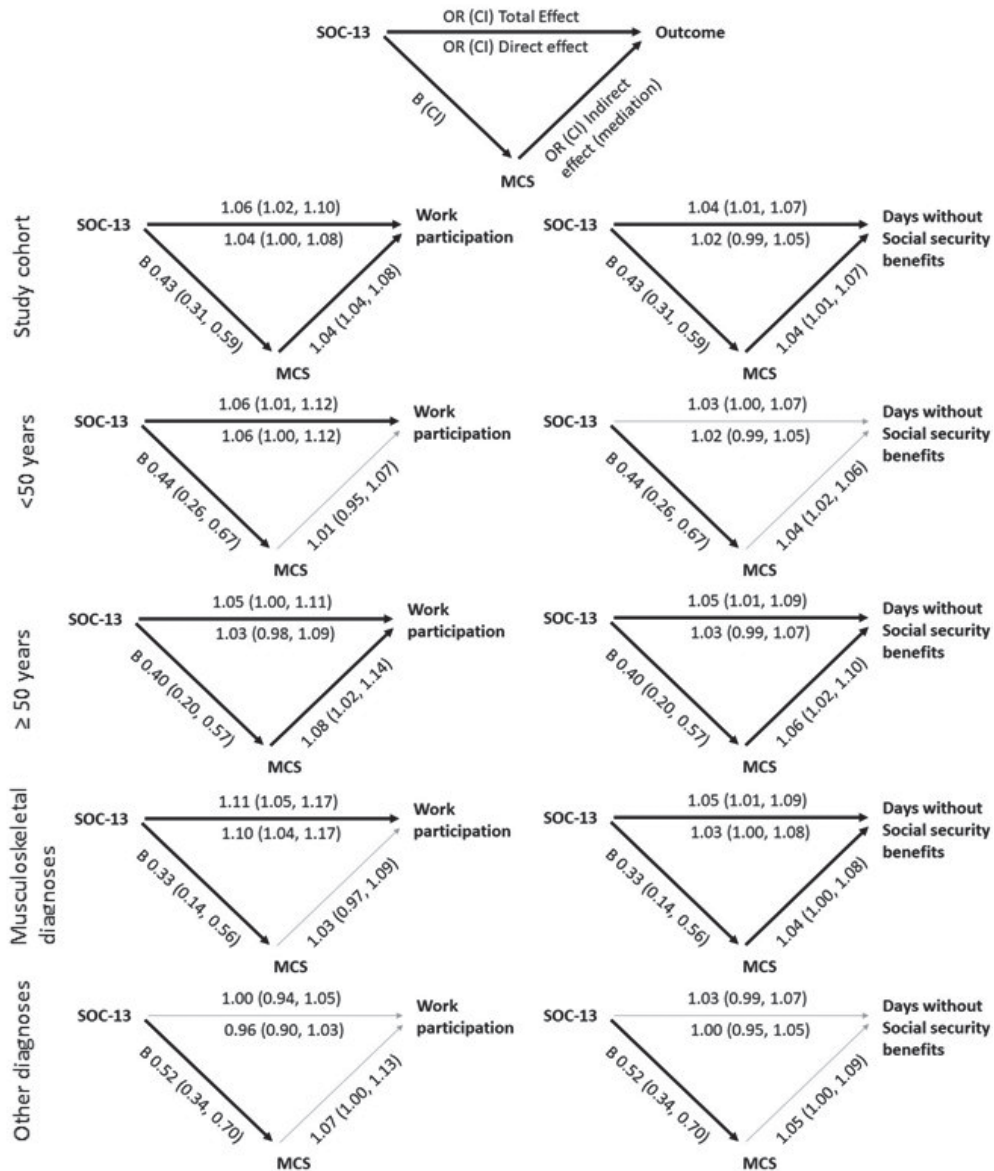 OR (CI) Total Effect
SOC-13
Outcome
OR (CI) Direct effect
B (CI)
OR (CI) Indirect
effect (mediation)
MCS
Study cohort
1.06 (1.02, 1.10)
SOC-13
Work
participation
1.04 (1.00, 1.08)
B 0.43 (0.31, 0.59)
1.04 (1.04, 1.08)
MCS
1.04 (1.01, 1.07)
SOC-13
Days without
Social security
benefits
1.02 (0.99, 1.05)
B 0.43 (0.31, 0.59)
1.04 (1.01, 1.07)
MCS
<50 years
1.06 (1.01, 1.12)
SOC-13
Work
participation
1.06 (1.00, 1.12)
B 0.44 (0.26, 0.67)
1.01 (0.95, 1.07)
MCS
1.03 (1.00, 1.07)
SOC-13
Days without
Social security
benefits
1.02 (0.99, 1.05)
B 0.44 (0.26, 0.67)
1.04 (1.02, 1.06)
MCS
≥ 50 years
1.05 (1.00, 1.11)
SOC-13
Work
participation
1.03 (0.98, 1.09)
B 0.40 (0.20, 0.57)
1.08 (1.02, 1.14)
MCS
1.05 (1.01, 1.09)
SOC-13
Days without
Social security
benefits
1.03 (0.99, 1.07)
B 0.40 (0.20, 0.57)
1.06 (1.02, 1.10)
MCS
Musculoskeletal
diagnoses
1.11 (1.05, 1.17)
SOC-13
Work
participation
1.10 (1.04, 1.17)
B 0.33 (0.14, 0.56)
1.03 (0.97, 1.09)
MCS
1.05 (1.01, 1.09)
SOC-13
Days without
Social security
benefits
1.03 (1.00, 1.08)
B 0.33 (0.14, 0.56)
1.04 (1.00, 1.08)
MCS
Other diagnoses
1.00 (0.94, 1.05)
SOC-13
Work
participation
0.96 (0.90, 1.03)
B 0.52 (0.34, 0.70)
1.07 (1.00, 1.13)
MCS
1.03 (0.99, 1.07)
SOC-13
Days without
Social security
benefits
1.00 (0.95, 1.05)
B 0.52 (0.34, 0.70)
1.05 (1.00, 1.09)
MCS